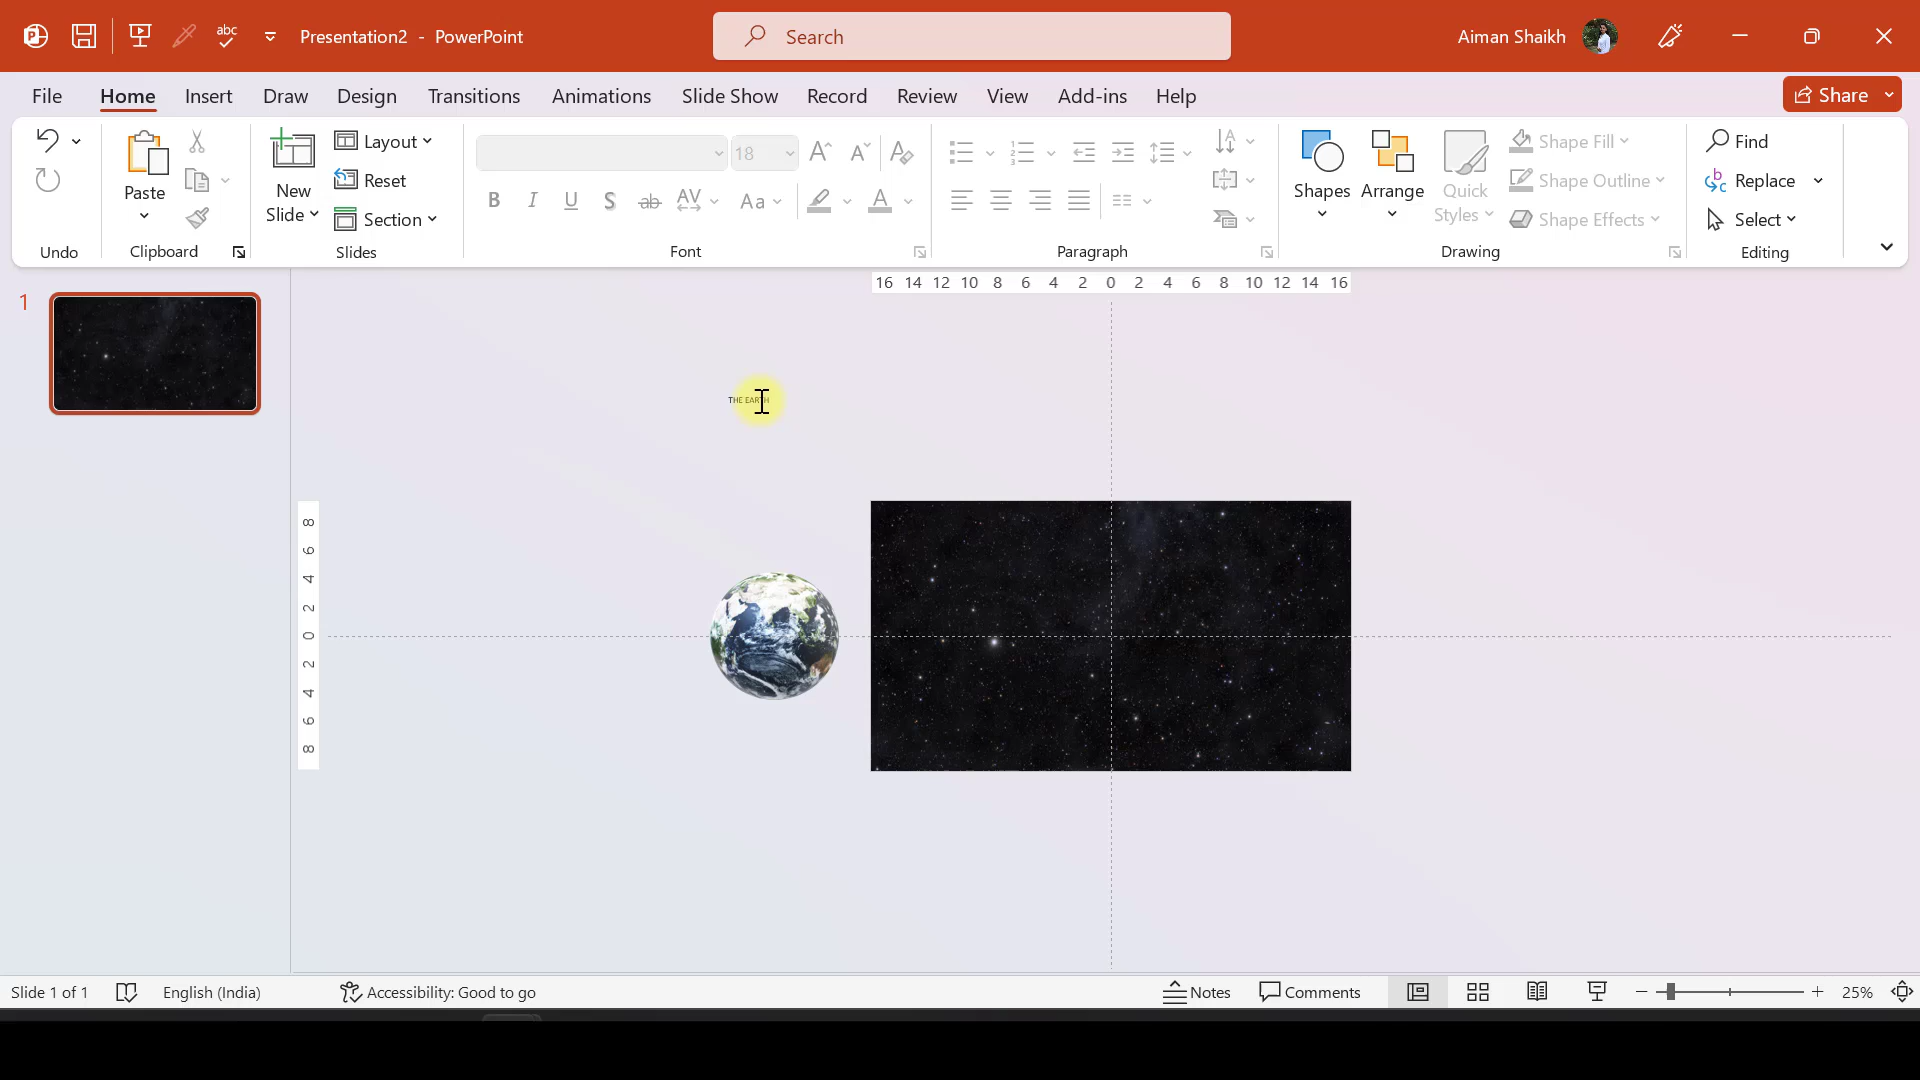 Presentation2 - PowerPoint
Search
Aiman Shaikh
File Home Insert Draw Design Transitions Animations Slide Show Record Review View Add-ins Help
Share
Undo
Paste
Clipboard
New Slide
Layout
Reset
Section
Slides
18
Font
Paragraph
Shapes
Arrange
Quick Styles
Shape Fill
Shape Outline
Shape Effects
Drawing
Find
Replace
Select
Editing
16 14 12 10 8 6 4 2 0 2 4 6 8 10 12 14 16
1
THE EARTH
8 6 4 2 0 2 4 6 8
Slide 1 of 1
English (India)
Accessibility: Good to go
Notes
Comments
25%